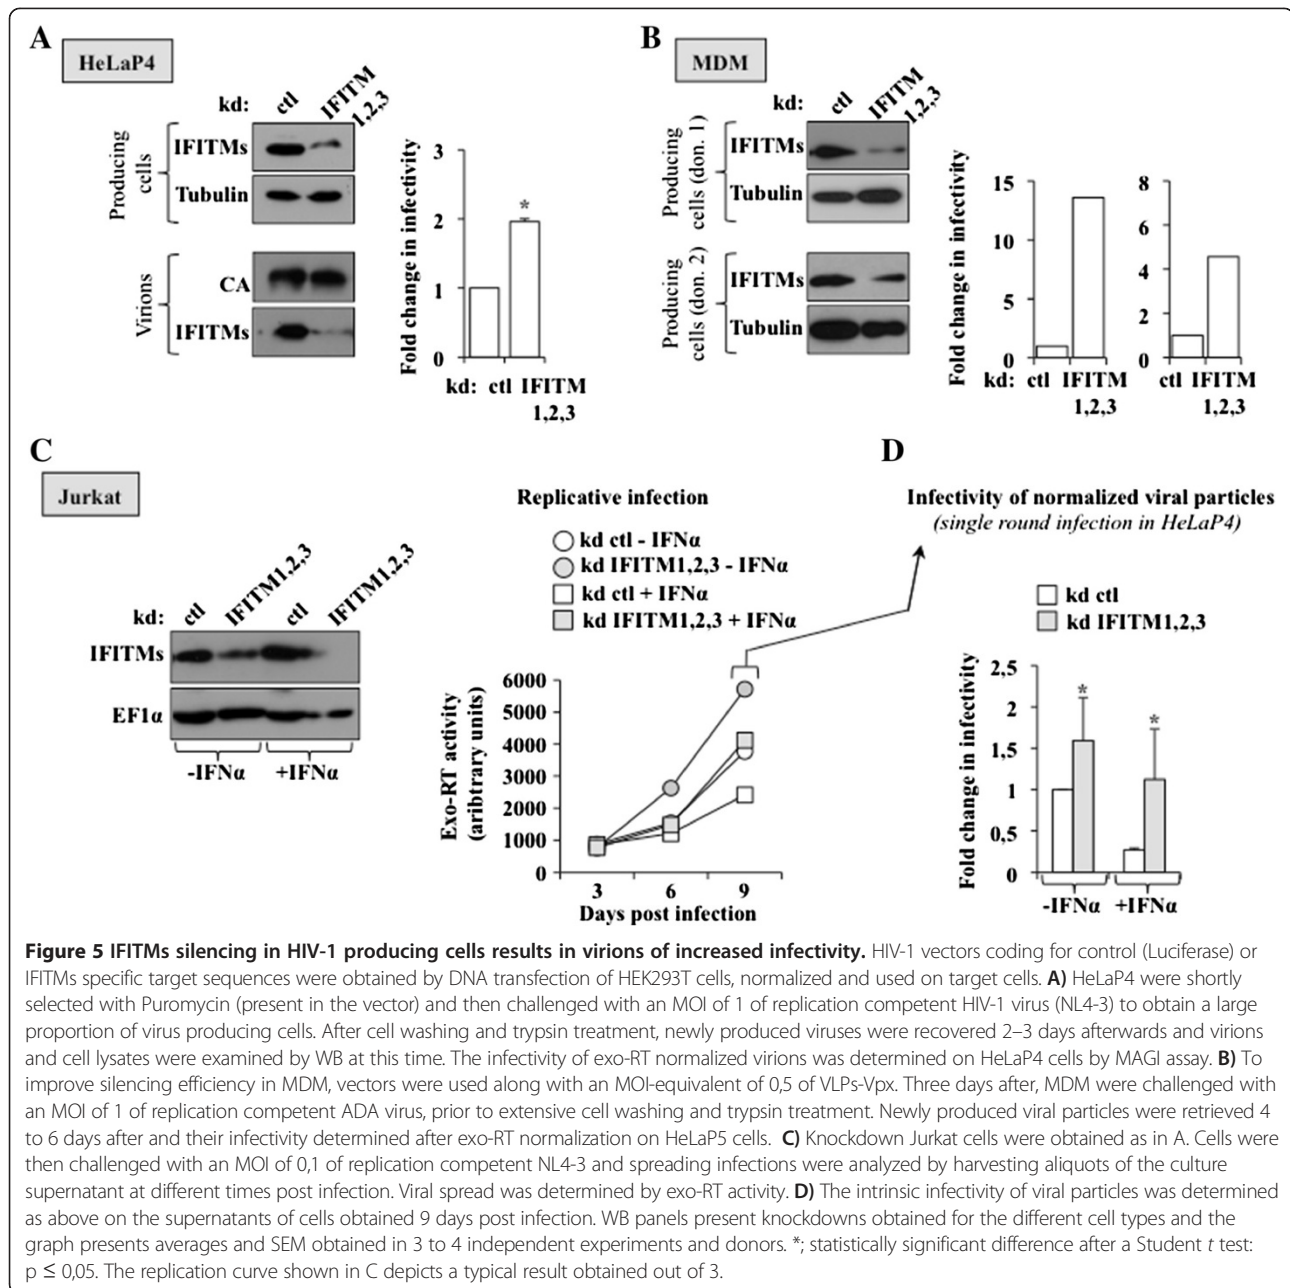 A
HeLaP4
kd:
ctl
IFITM
1,2,3
Producing
cells
IFITMs
Tubulin
Virions
CA
IFITMs
Fold change in infectivity
3
2
1
0
*
kd: ctl IFITM
1,2,3
B
MDM
kd:
ctl
IFITM
1,2,3
Producing
cells (don. 1)
IFITMs
Tubulin
Producing
cells (don. 2)
IFITMs
Tubulin
Fold change in infectivity
15
10
5
0
kd: ctl IFITM
1,2,3
8
6
4
2
0
ctl IFITM
1,2,3
C
Jurkat
kd:
ctl
IFITM1,2,3
ctl
IFITM1,2,3
IFITMs
EF1α
-IFNα
+IFNα
Replicative infection
kd ctl - IFNα
kd IFITM1,2,3 - IFNα
kd ctl + IFNα
kd IFITM1,2,3 + IFNα
Exo-RT activity
(aribtrary units)
6000
5000
4000
3000
2000
1000
0
3 6 9
Days post infection
D
Infectivity of normalized viral particles
(single round infection in HeLaP4)
kd ctl
kd IFITM1,2,3
Fold change in infectivity
2,5
2
1,5
1
0,5
0
*
*
-IFNα +IFNα
Figure 5 IFITMs silencing in HIV-1 producing cells results in virions of increased infectivity. HIV-1 vectors coding for control (Luciferase) or
IFITMs specific target sequences were obtained by DNA transfection of HEK293T cells, normalized and used on target cells. A) HeLaP4 were shortly
selected with Puromycin (present in the vector) and then challenged with an MOI of 1 of replication competent HIV-1 virus (NL4-3) to obtain a large
proportion of virus producing cells. After cell washing and trypsin treatment, newly produced viruses were recovered 2–3 days afterwards and virions
and cell lysates were examined by WB at this time. The infectivity of exo-RT normalized virions was determined on HeLaP4 cells by MAGI assay. B) To
improve silencing efficiency in MDM, vectors were used along with an MOI-equivalent of 0,5 of VLPs-Vpx. Three days after, MDM were challenged with
an MOI of 1 of replication competent ADA virus, prior to extensive cell washing and trypsin treatment. Newly produced viral particles were retrieved 4
to 6 days after and their infectivity determined after exo-RT normalization on HeLaP5 cells. C) Knockdown Jurkat cells were obtained as in A. Cells were
then challenged with an MOI of 0,1 of replication competent NL4-3 and spreading infections were analyzed by harvesting aliquots of the culture
supernatant at different times post infection. Viral spread was determined by exo-RT activity. D) The intrinsic infectivity of viral particles was determined
as above on the supernatants of cells obtained 9 days post infection. WB panels present knockdowns obtained for the different cell types and the
graph presents averages and SEM obtained in 3 to 4 independent experiments and donors. *; statistically significant difference after a Student t test:
p ≤ 0,05. The replication curve shown in C depicts a typical result obtained out of 3.